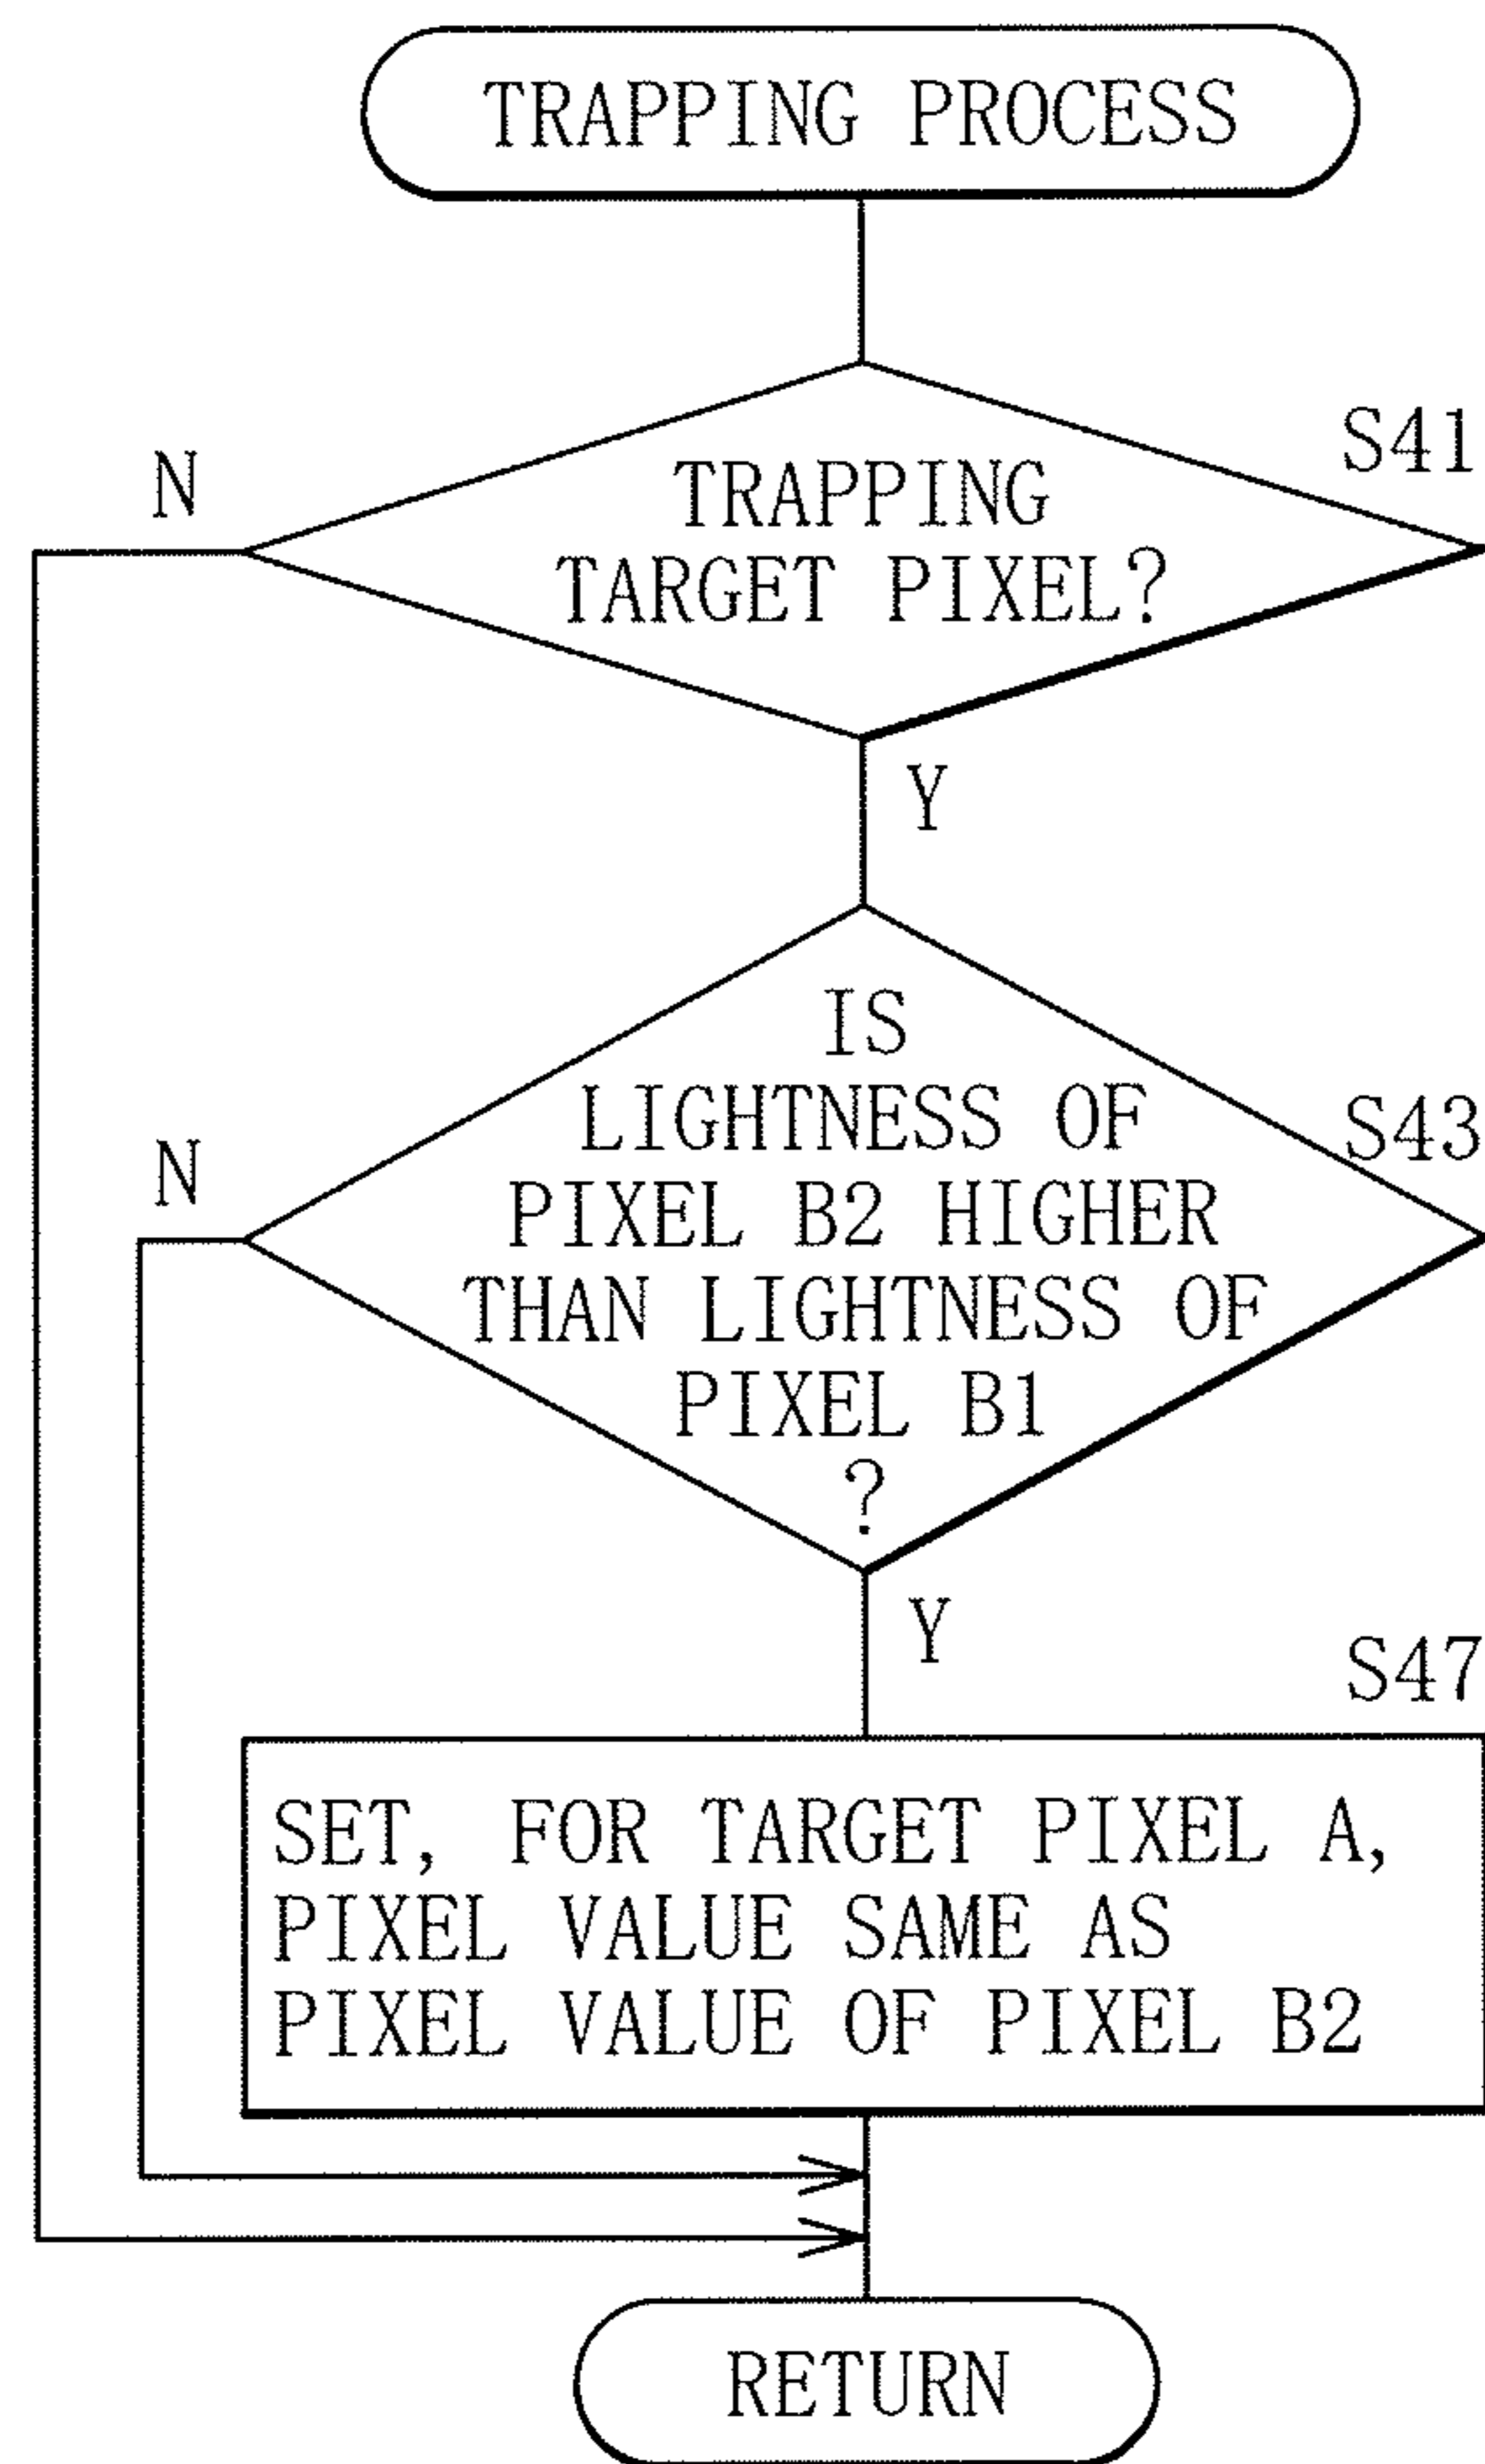 TRAPPING PROCESS
S41
N
TRAPPING
TARGET PIXEL?
Y
IS
LIGHTNESS OF
S43
N
PIXEL B2 HIGHER
THAN LIGHTNESS OF
PIXEL B1
?
Y
S47
SET, FOR TARGET PIXEL A,
PIXEL VALUE SAME AS
PIXEL VALUE OF PIXEL B2
RETURN